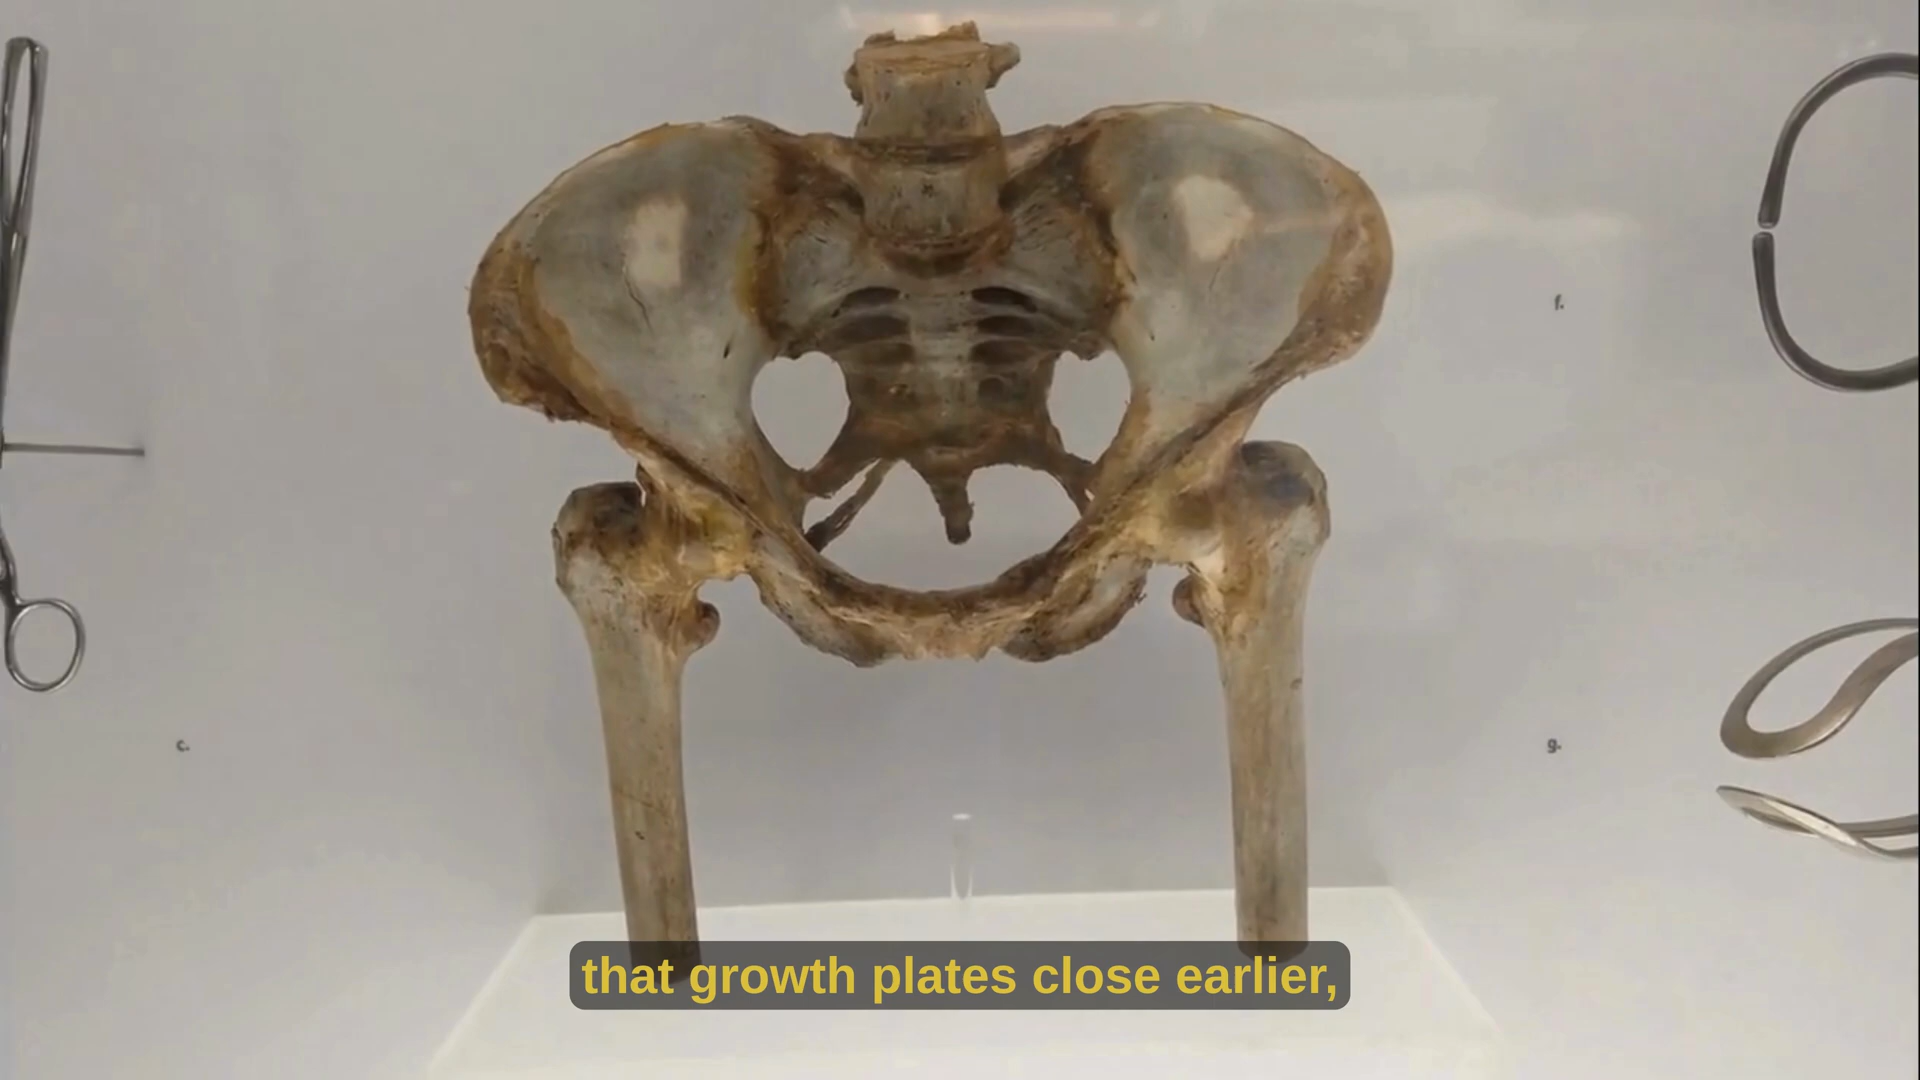 f.
c.
g.
that growth plates close earlier,